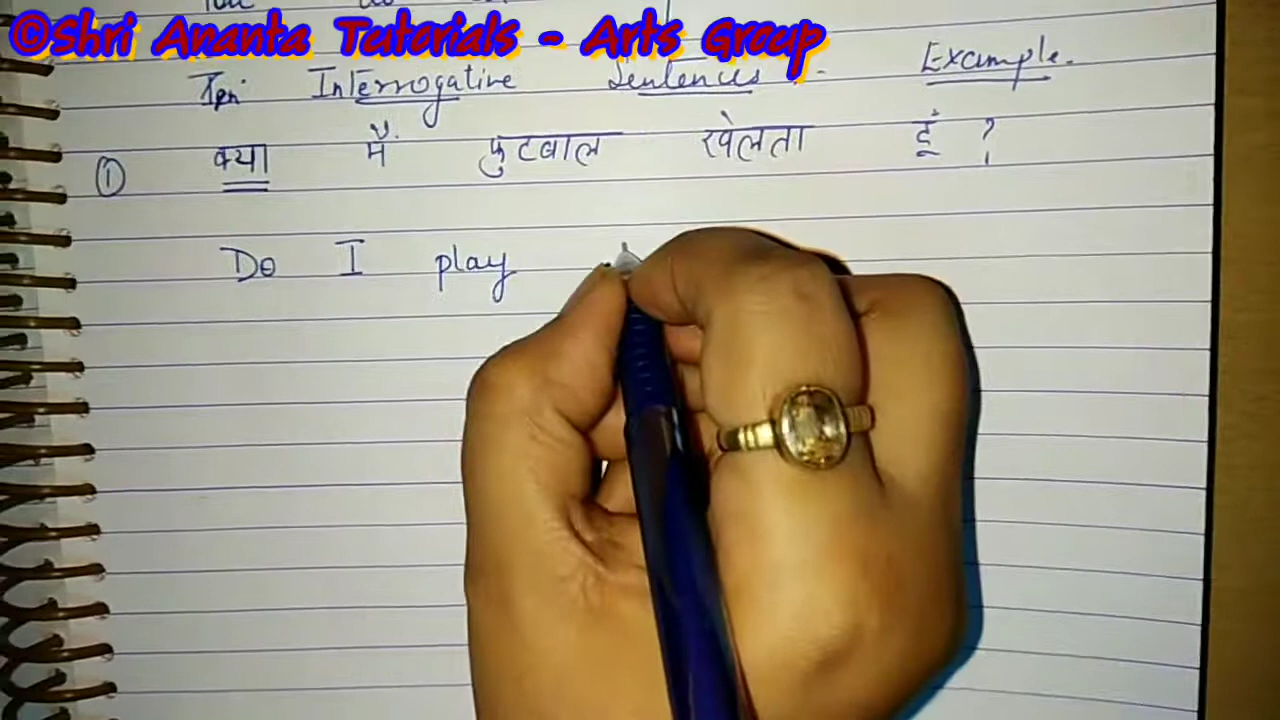 ©Shri Ananta Tutorials - Arts Group
Interrogative Sentences :- Example.
① क्या मैं फुटबाल खेलता हूं ?
Do I play